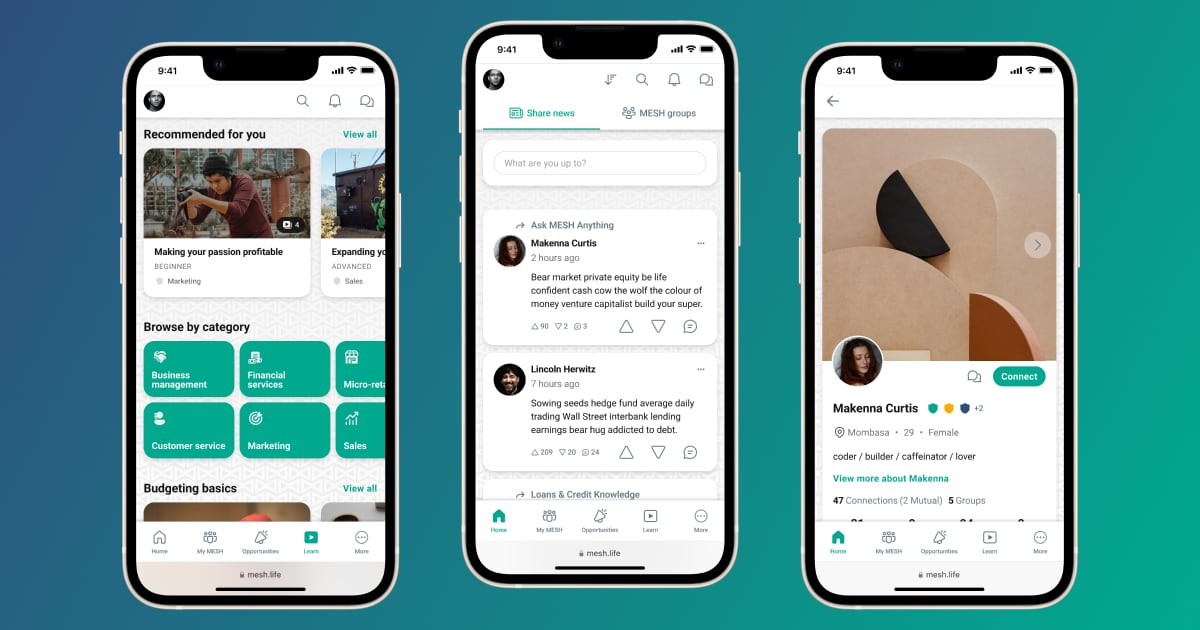 9:41
Recommended for you
View all
4
Making your passion profitable
BEGINNER
Marketing
Expanding yo
ADVANCED
Sales
Browse by category
Business
management
Financial
services
Micro-reta
Customer service
Marketing
Sales
Budgeting basics
View all
Home
My MESH
Opportunities
Learn
More
mesh.life
9:41
Share news
MESH groups
What are you up to?
Ask MESH Anything
Makenna Curtis
2 hours ago
Bear market private equity be life
confident cash cow the wolf the colour of
money venture capitalist build your super.
90 2 3
Lincoln Herwitz
7 hours ago
Sowing seeds hedge fund average daily
trading Wall Street interbank lending
earnings bear hug addicted to debt.
209 20 24
Loans & Credit Knowledge
Home
My MESH
Opportunities
Learn
More
mesh.life
9:41
Connect
Makenna Curtis +2
Mombasa • 29 • Female
coder / builder / caffeinator / lover
View more about Makenna
47 Connections (2 Mutual) 5 Groups
Home
My MESH
Opportunities
Learn
More
mesh.life